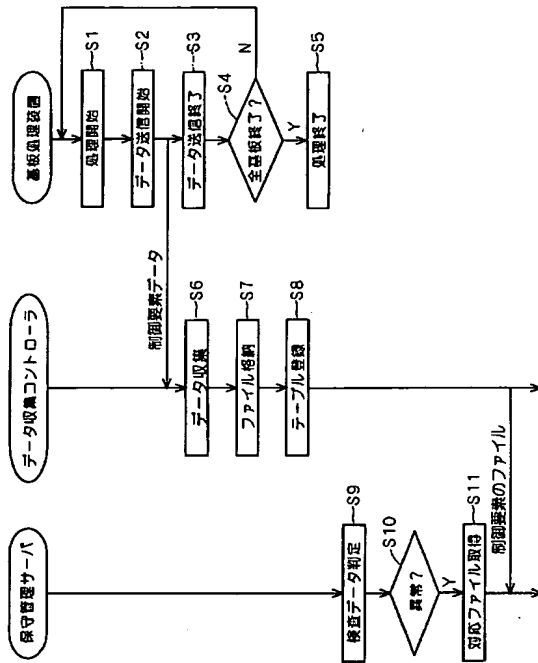 基板処理装置
処理開始
S1
データ送信開始
S2
データ送信終了
S3
全基板終了？
S4
N
Y
処理終了
S5
データ収集コントローラ
制御要素データ
データ収集
S6
ファイル格納
S7
テーブル登録
S8
保守管理サーバ
検査データ判定
S9
異常？
S10
Y
対応ファイル取得
S11
制御要素のファイル